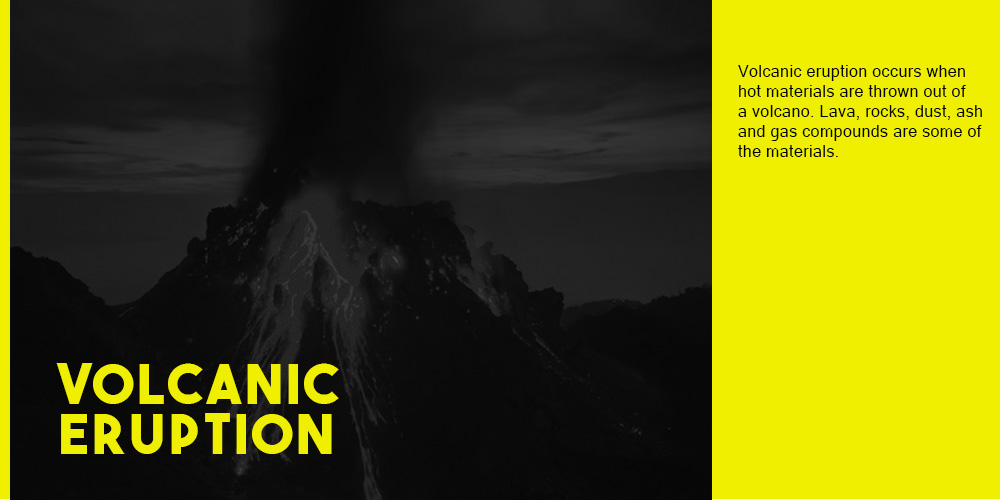 VOLCANIC
ERUPTION
Volcanic eruption occurs when
hot materials are thrown out of
a volcano. Lava, rocks, dust, ash
and gas compounds are some of
the materials.